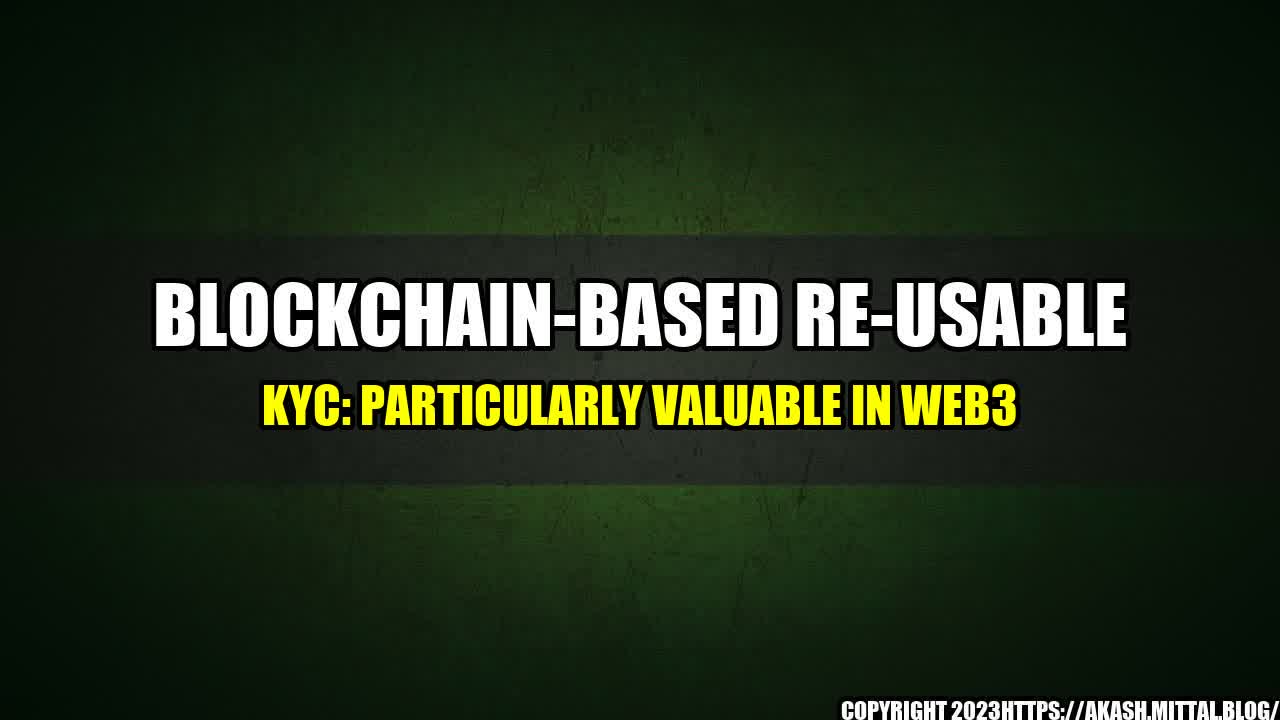 BLOCKCHAIN-BASED RE-USABLE
KYC: PARTICULARLY VALUABLE IN WEB3
COPYRIGHT 2023HTTPS://AKASH.MITTAL.BLOG/